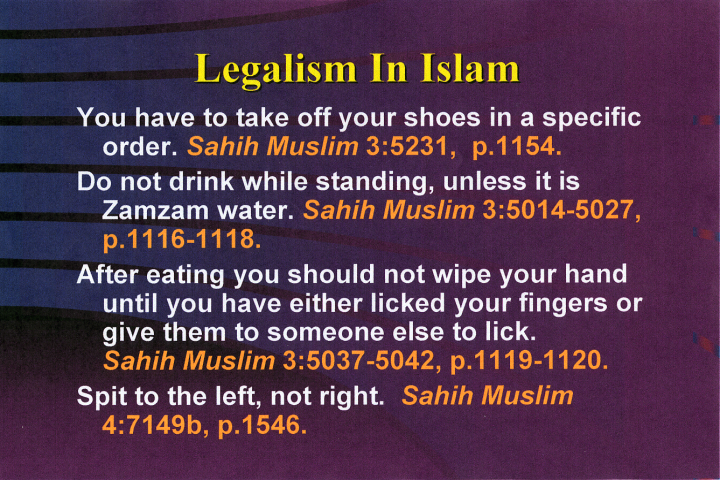 Legalism In Islam
You have to take off your shoes in a specific
order. Sahih Muslim 3:5231, p.1154.
Do not drink while standing, unless it is
Zamzam water. Sahih Muslim 3:5014-5027,
p.1116-1118.
After eating you should not wipe your hand
until you have either licked your fingers or
give them to someone else to lick.
Sahih Muslim 3:5037-5042, p.1119-1120.
Spit to the left, not right. Sahih Muslim
4:7149b, p.1546.